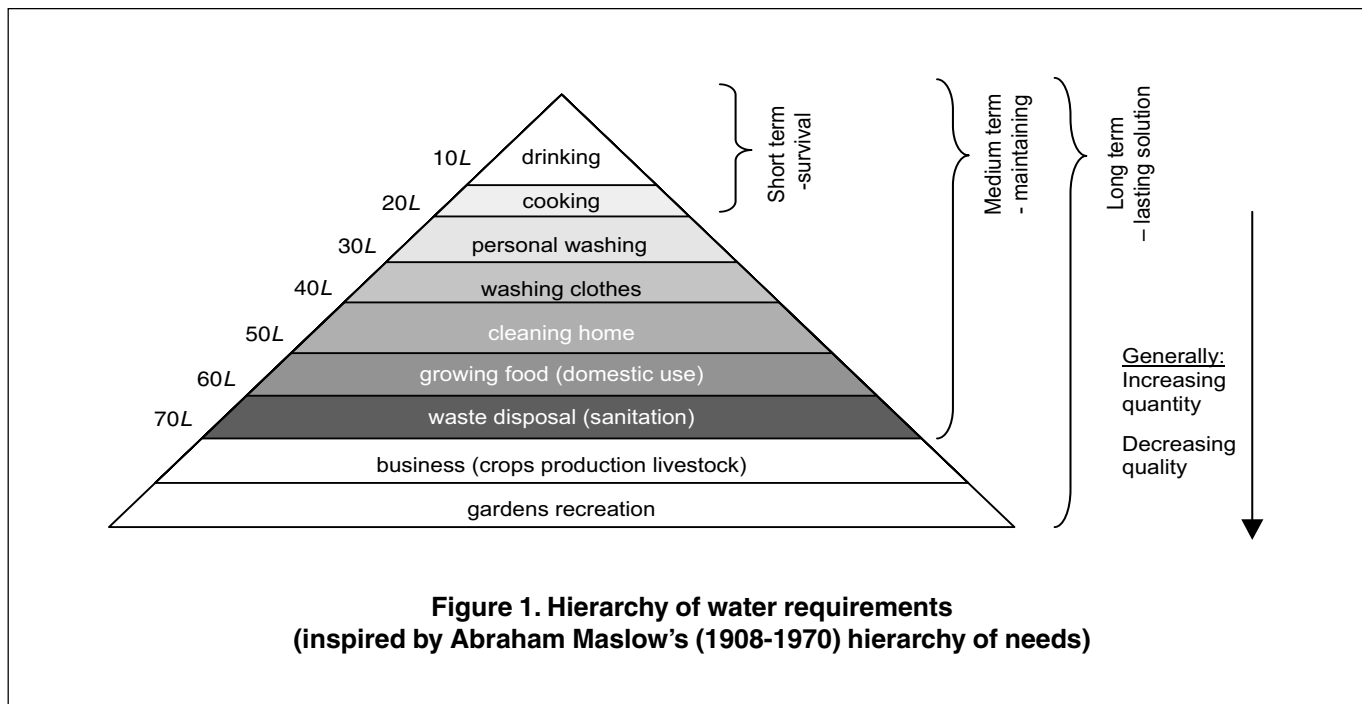 10L
drinking
20L
cooking
30L
personal washing
40L
washing clothes
50L
cleaning home
60L
growing food (domestic use)
70L
waste disposal (sanitation)
business (crops production livestock)
gardens recreation
Short term
-survival
Medium term
- maintaining
Long term
– lasting solution
Generally:
Increasing
quantity
Decreasing
quality
Figure 1. Hierarchy of water requirements
(inspired by Abraham Maslow’s (1908-1970) hierarchy of needs)